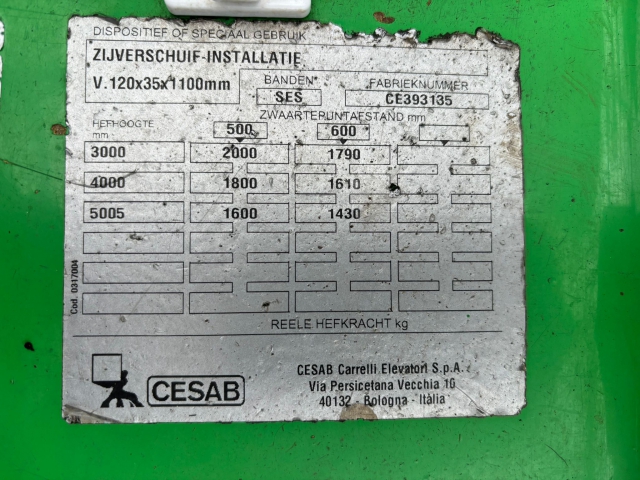 DISPOSITIEF OF SPECIAAL GEBRUIK
ZIJVERSCHUIF-INSTALLATIE
V.120x35x1100mm
BANDEN
SES
FABRIEKNUMMER
CE393135
ZWAARTEPUNTAFSTAND mm
HEFHOOGTE mm 500 600
3000 2000 1790
4000 1800 1610
5005 1600 1430
REELE HEFKRACHT kg
Cod. 0317004
CESAB
CESAB Carrelli Elevatori S.p.A.
Via Persicetana Vecchia 10
40132 - Bologna - Itália